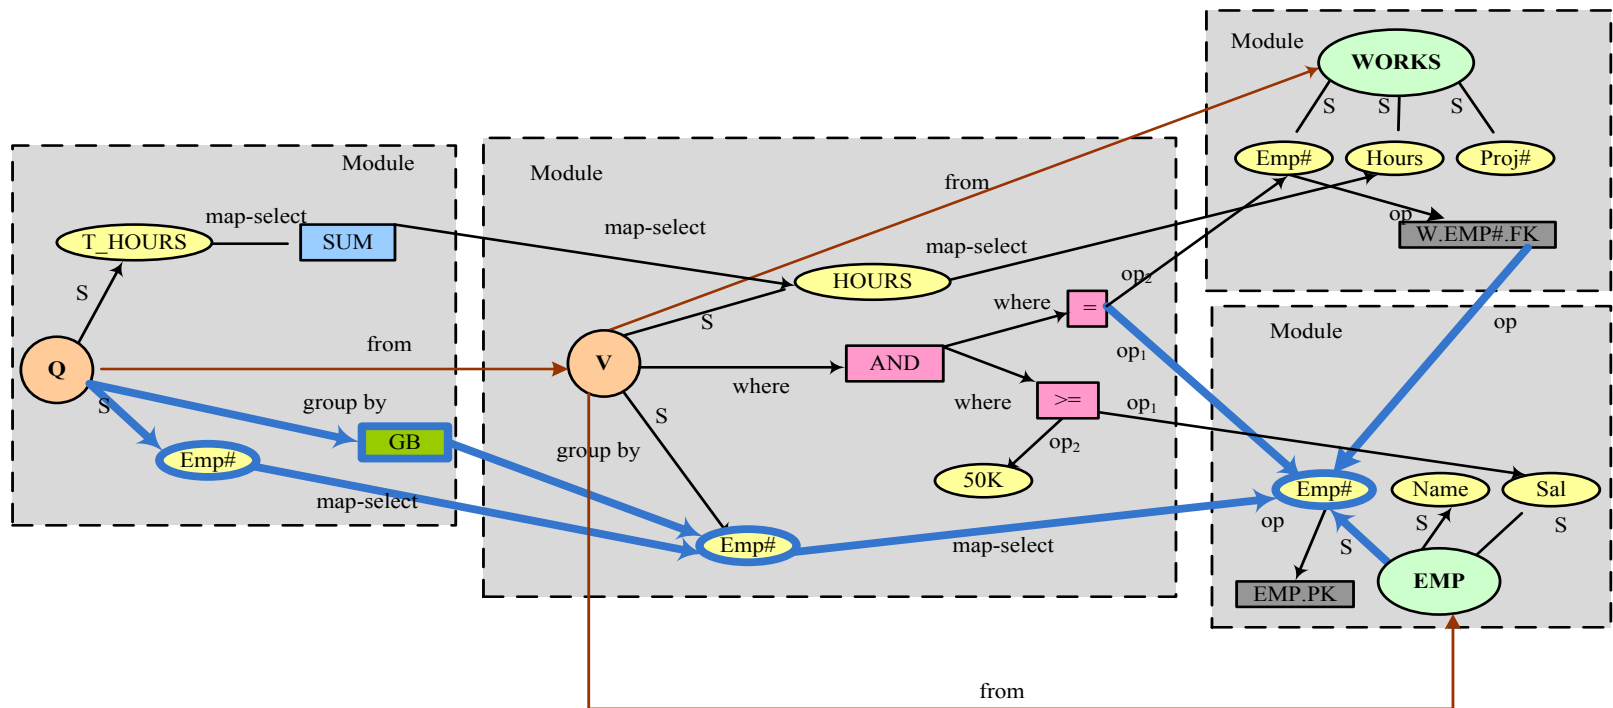 Module
T_HOURS
map-select
SUM
S
Q
from
S
group by
GB
Emp#
map-select
Module
map-select
from
HOURS
map-select
S
V
where
AND
where
=
op2
op1
where
>=
op1
op2
50K
S
group by
Emp#
map-select
from
Module
WORKS
S
S
S
Emp#
Hours
Proj#
op
W.EMP#.FK
op
Module
Emp#
Name
Sal
op
S
S
S
EMP.PK
EMP